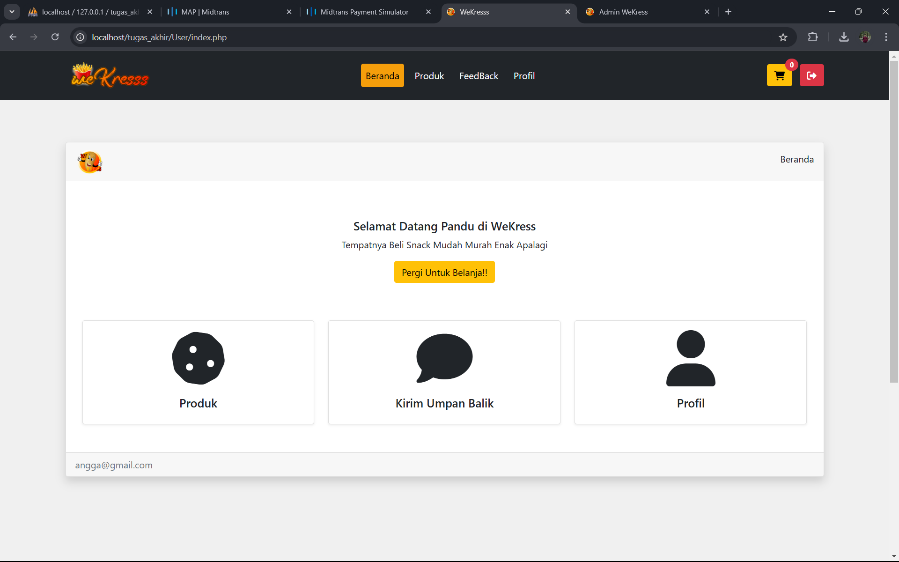 localhost / 127.0.0.1 / tugas_akl
MAP | Midtrans
Midtrans Payment Simulator
WeKresss
Admin WeKress
localhost/tugas_akhir/User/index.php
weKresss
Beranda
Produk
FeedBack
Profil
0
Beranda
Selamat Datang Pandu di WeKress
Tempatnya Beli Snack Mudah Murah Enak Apalagi
Pergi Untuk Belanja!!
Produk
Kirim Umpan Balik
Profil
angga@gmail.com